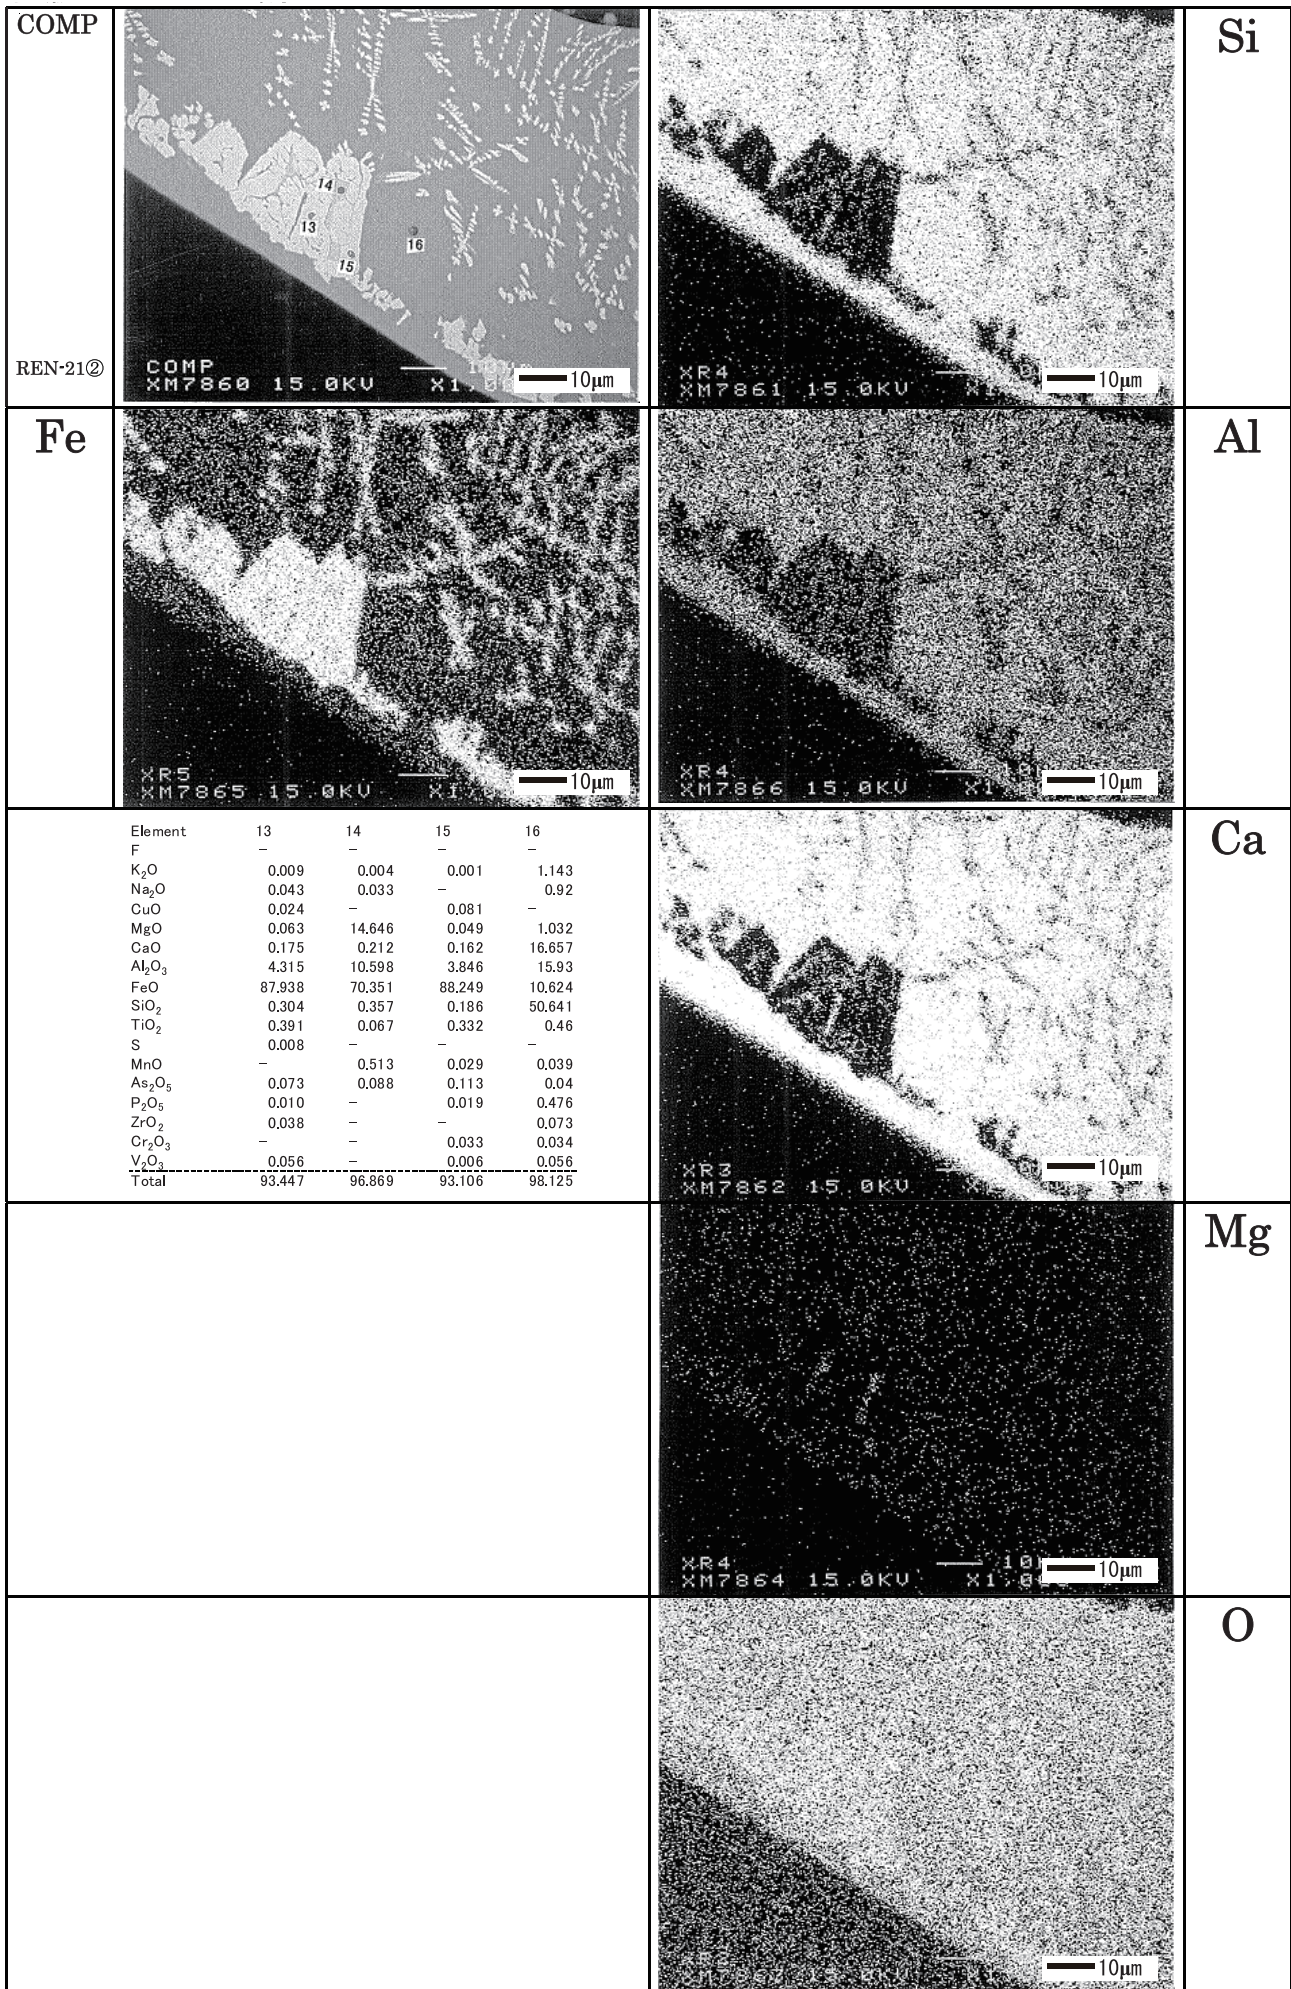 COMP
REN-21②
14
13
15
16
COMP
XM7860 15.0KV
10μm
Si
XR4
XM7861 15.0KV
10μm
Fe
XR5
XM7865 15.0KV
10μm
Al
XR4
XM7866 15.0KV
10μm
Element 13 14 15 16
F – – – –
K₂O 0.009 0.004 0.001 1.143
Na₂O 0.043 0.033 – 0.92
CuO 0.024 – 0.081 –
MgO 0.063 14.646 0.049 1.032
CaO 0.175 0.212 0.162 16.657
Al₂O₃ 4.315 10.598 3.846 15.93
FeO 87.938 70.351 88.249 10.624
SiO₂ 0.304 0.357 0.186 50.641
TiO₂ 0.391 0.067 0.332 0.46
S 0.008 – – –
MnO – 0.513 0.029 0.039
As₂O₅ 0.073 0.088 0.113 0.04
P₂O₅ 0.010 – 0.019 0.476
ZrO₂ 0.038 – – 0.073
Cr₂O₃ – – 0.033 0.034
V₂O₃ 0.056 – 0.006 0.056
Total 93.447 96.869 93.106 98.125
Ca
XR3
XM7862 15.0KV
10μm
Mg
XR4
XM7864 15.0KV
10μm
O
10μm